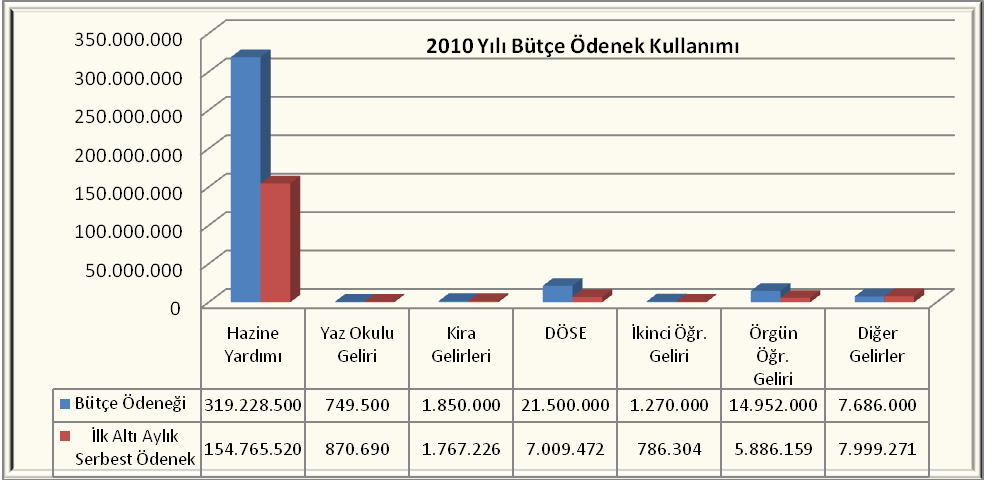 2010 Yılı Bütçe Ödenek Kullanımı
350.000.000
300.000.000
250.000.000
200.000.000
150.000.000
100.000.000
50.000.000
0
Hazine Yardımı
Yaz Okulu Geliri
Kira Gelirleri
DÖSE
İkinci Öğr. Geliri
Örgün Öğr. Geliri
Diğer Gelirler
Bütçe Ödeneği 319.228.500 749.500 1.850.000 21.500.000 1.270.000 14.952.000 7.686.000
İlk Altı Aylık Serbest Ödenek 154.765.520 870.690 1.767.226 7.009.472 786.304 5.886.159 7.999.271